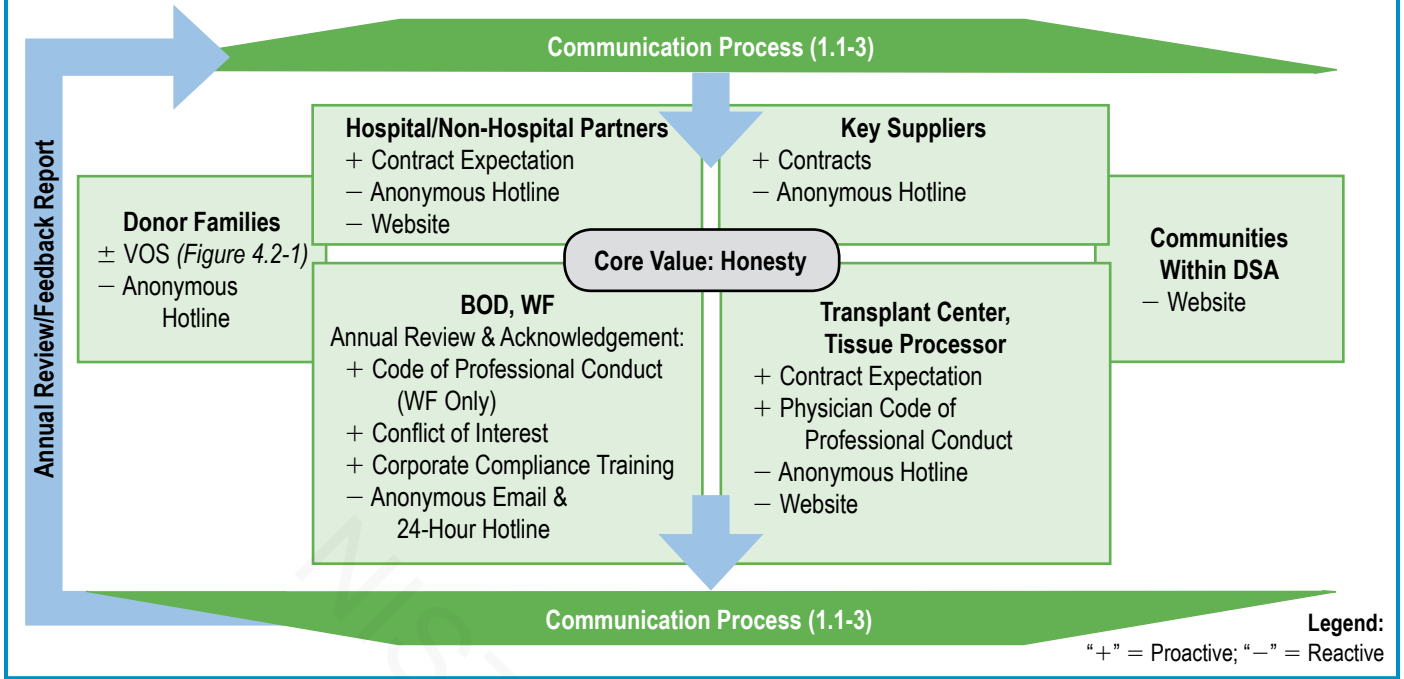 Communication Process (1.1-3)
Annual Review/Feedback Report
Hospital/Non-Hospital Partners
+ Contract Expectation
− Anonymous Hotline
− Website
Key Suppliers
+ Contracts
− Anonymous Hotline
Donor Families
± VOS (Figure 4.2-1)
− Anonymous
Hotline
Core Value: Honesty
Communities
Within DSA
− Website
BOD, WF
Annual Review & Acknowledgement:
+ Code of Professional Conduct
(WF Only)
+ Conflict of Interest
+ Corporate Compliance Training
− Anonymous Email &
24-Hour Hotline
Transplant Center,
Tissue Processor
+ Contract Expectation
+ Physician Code of
Professional Conduct
− Anonymous Hotline
− Website
Communication Process (1.1-3)
Legend:
“+” = Proactive; “−” = Reactive
NIS